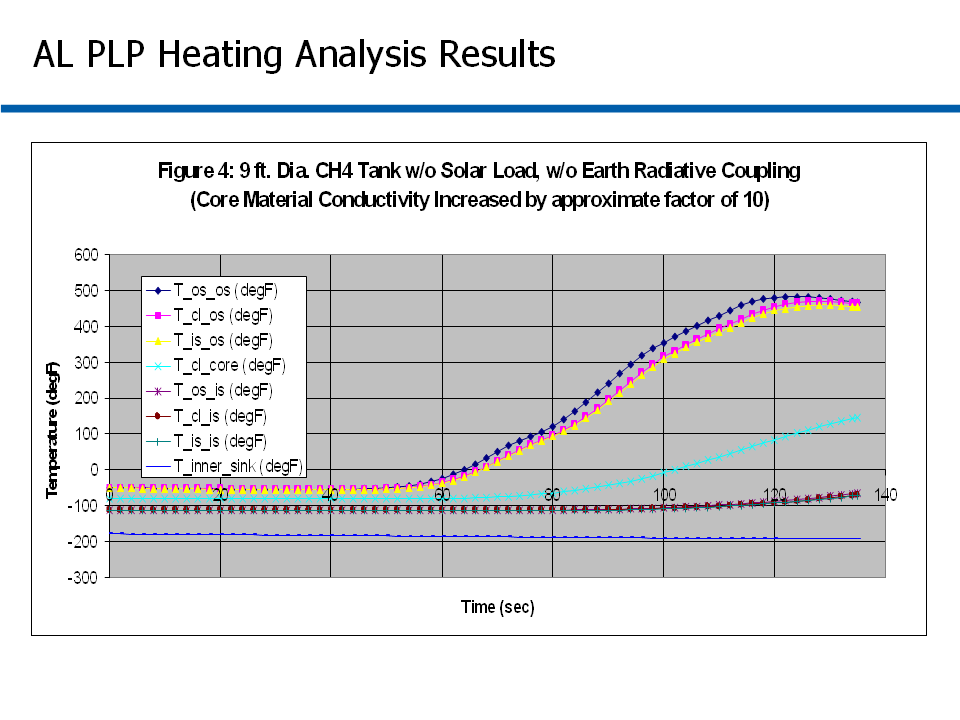 AL PLP Heating Analysis Results
Figure 4: 9 ft. Dia. CH4 Tank w/o Solar Load, w/o Earth Radiative Coupling
(Core Material Conductivity Increased by approximate factor of 10)
600
500
400
300
200
100
0
-100
-200
-300
Temperature (degF)
T_os_os (degF)
T_cl_os (degF)
T_is_os (degF)
T_cl_core (degF)
T_os_is (degF)
T_cl_is (degF)
T_is_is (degF)
T_inner_sink (degF)
0 20 40 60 80 100 120 140
Time (sec)